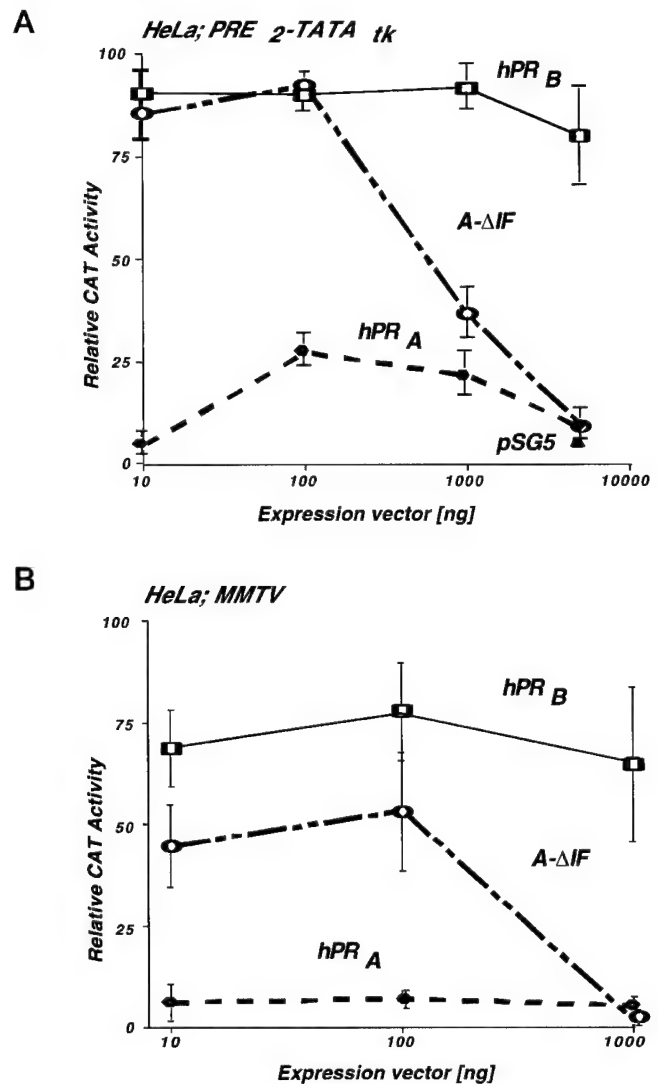 A
HeLa; PRE 2-TATA tk
100
75
50
25
0
Relative CAT Activity
hPR B
A-ΔIF
hPR A
pSG5
10 100 1000 10000
Expression vector [ng]
B
HeLa; MMTV
100
75
50
25
0
Relative CAT Activity
hPR B
A-ΔIF
hPR A
10 100 1000
Expression vector [ng]